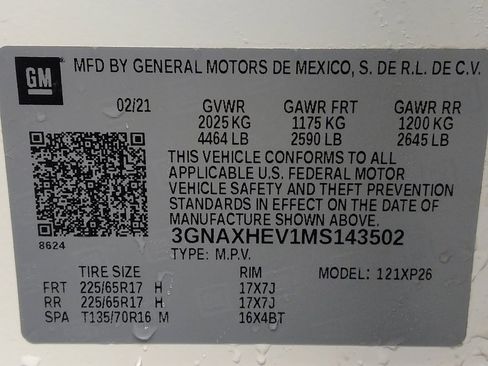 GM MFD BY GENERAL MOTORS DE MEXICO, S. DE R.L. DE C.V.
02/21 GVWR GAWR FRT GAWR RR
2025 KG 1175 KG 1200 KG
4464 LB 2590 LB 2645 LB
THIS VEHICLE CONFORMS TO ALL
APPLICABLE U.S. FEDERAL MOTOR
VEHICLE SAFETY AND THEFT PREVENTION
STANDARDS IN EFFECT ON THE DATE OF
MANUFACTURE SHOWN ABOVE.
8624 3GNAXHEV1MS143502
TYPE: M.P.V.
TIRE SIZE RIM MODEL: 121XP26
FRT 225/65R17 H 17X7J
RR 225/65R17 H 17X7J
SPA T135/70R16 M 16X4BT